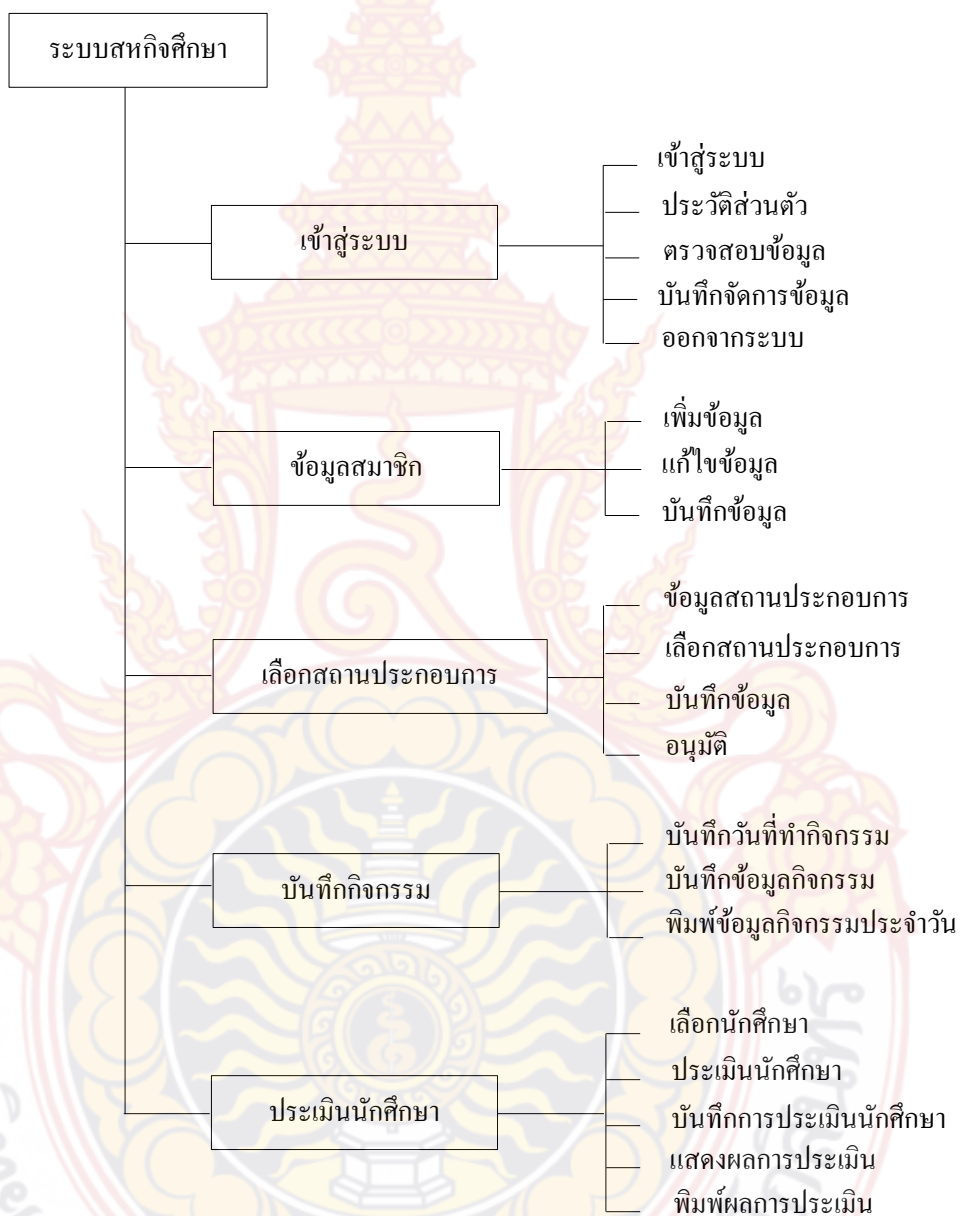 ระบบสหกิจศึกษา
เข้าสู่ระบบ
เข้าสู่ระบบ
ประวัติส่วนตัว
ตรวจสอบข้อมูล
บันทึกจัดการข้อมูล
ออกจากระบบ
ข้อมูลสมาชิก
เพิ่มข้อมูล
แก้ไขข้อมูล
บันทึกข้อมูล
เลือกสถานประกอบการ
ข้อมูลสถานประกอบการ
เลือกสถานประกอบการ
บันทึกข้อมูล
อนุมัติ
บันทึกกิจกรรม
บันทึกวันที่ทำกิจกรรม
บันทึกข้อมูลกิจกรรม
พิมพ์ข้อมูลกิจกรรมประจำวัน
ประเมินนักศึกษา
เลือกนักศึกษา
ประเมินนักศึกษา
บันทึกการประเมินนักศึกษา
แสดงผลการประเมิน
พิมพ์ผลการประเมิน